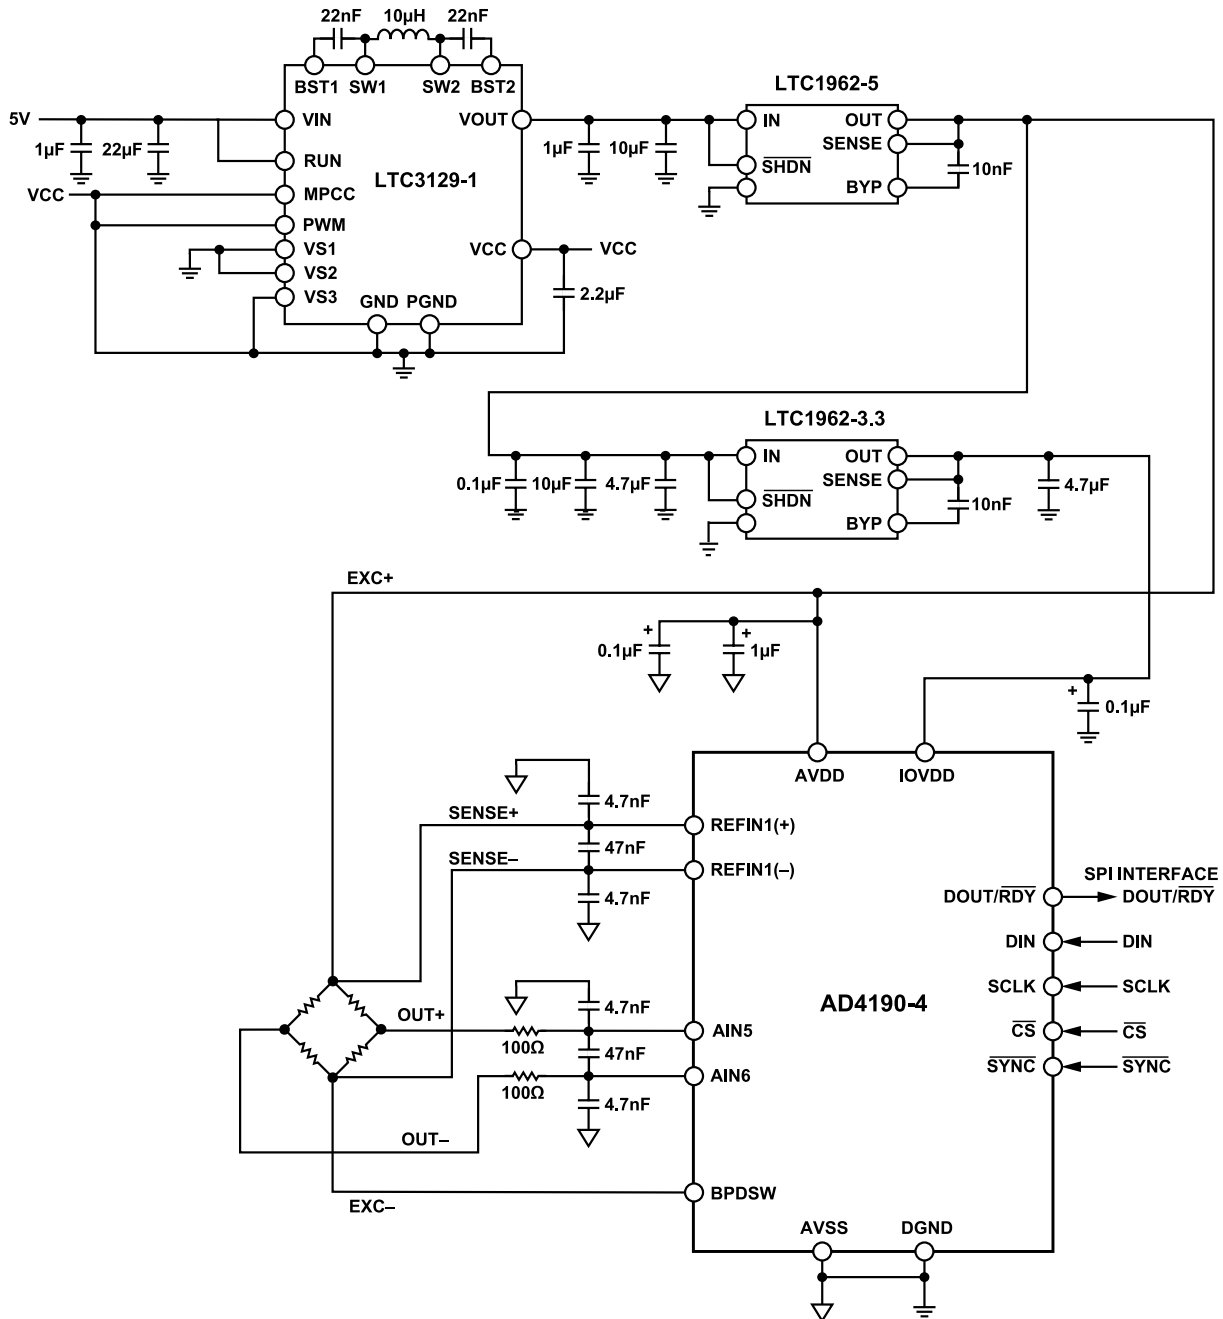 22nF
10µH
22nF
BST1
SW1
SW2
BST2
LTC1962-5
5V
VIN
VOUT
IN
OUT
1µF
22µF
1µF
10µF
SENSE
RUN
SHDN
10nF
LTC3129-1
BYP
VCC
MPCC
PWM
VS1
VCC
VCC
VS2
VS3
GND
PGND
2.2µF
LTC1962-3.3
IN
OUT
0.1µF
10µF
4.7µF
SENSE
4.7µF
SHDN
10nF
BYP
EXC+
0.1µF
+
1µF
+
+
0.1µF
AVDD
IOVDD
4.7nF
SENSE+
REFIN1(+)
47nF
SENSE–
REFIN1(–)
4.7nF
SPI INTERFACE
DOUT/RDY
DOUT/RDY
DIN
DIN
SCLK
SCLK
4.7nF
AD4190-4
OUT+
AIN5
CS
CS
100Ω
47nF
SYNC
SYNC
AIN6
100Ω
4.7nF
OUT–
BPDSW
EXC–
AVSS
DGND